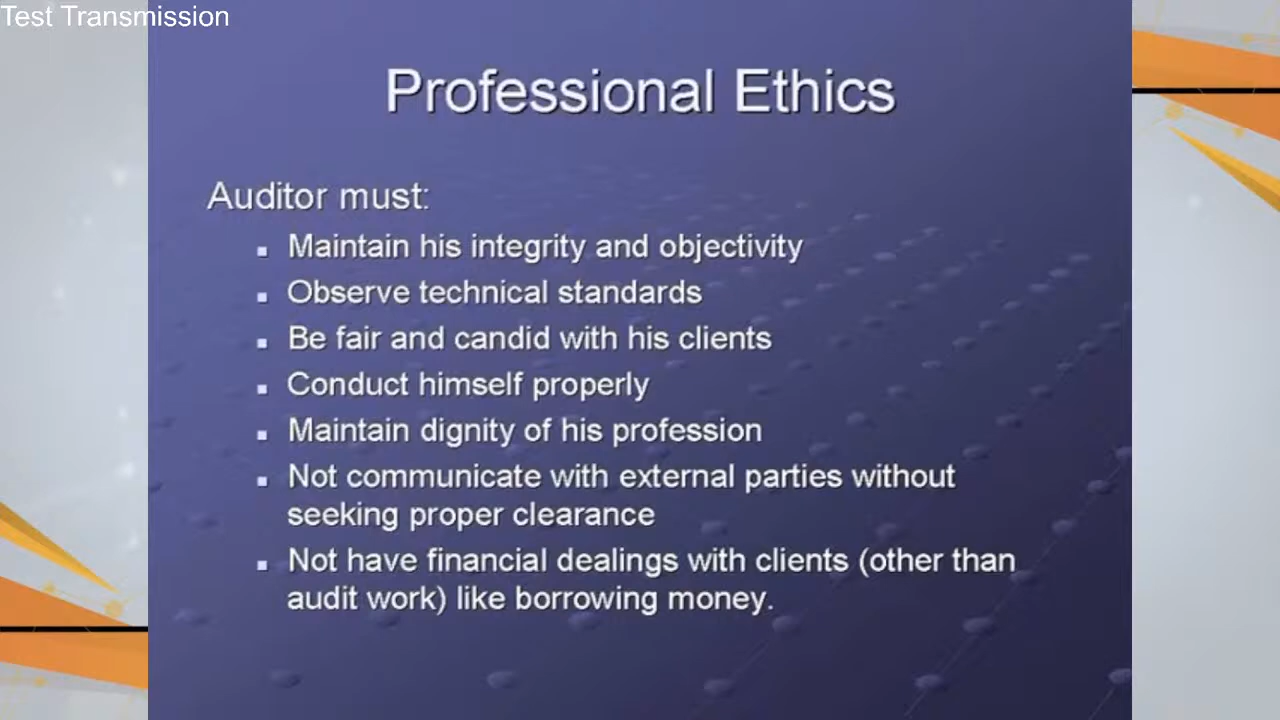 Test Transmission
Professional Ethics
Auditor must:
Maintain his integrity and objectivity
Observe technical standards
Be fair and candid with his clients
Conduct himself properly
Maintain dignity of his profession
Not communicate with external parties without
seeking proper clearance
Not have financial dealings with clients (other than
audit work) like borrowing money.